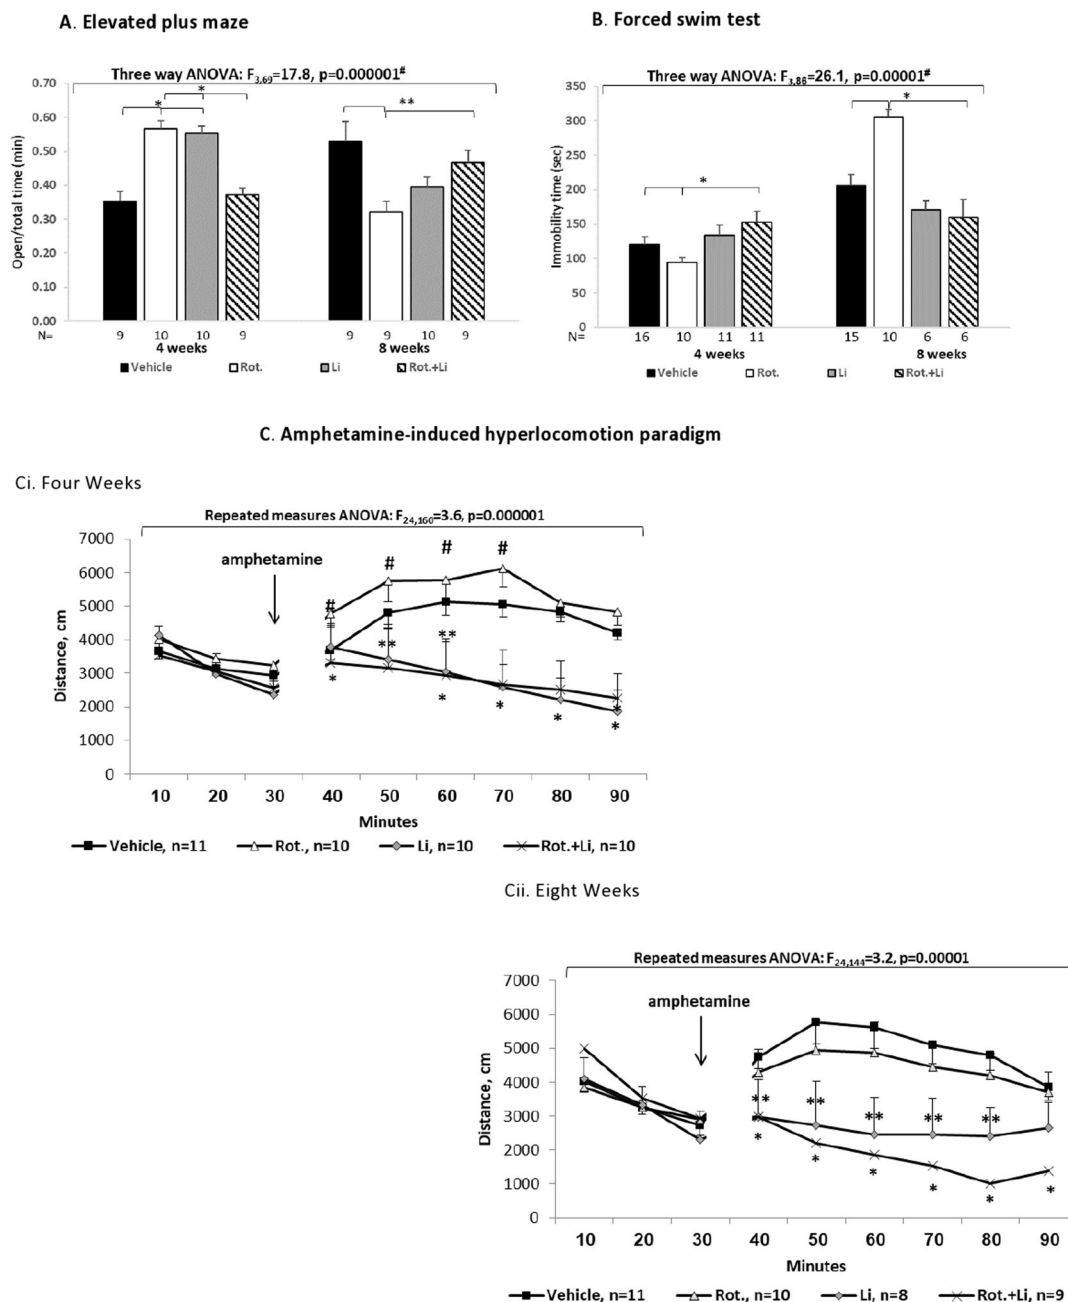 A. Elevated plus maze
Three way ANOVA: F3,69=17.8, p=0.000001#
0.70
0.60
0.50
0.40
0.30
0.20
0.10
0.00
Open/total time (min)
* * **
N= 9 10 10 9 9 9 10 9
4 weeks 8 weeks
Vehicle Rot. Li Rot.+Li
B. Forced swim test
Three way ANOVA: F3,86=26.1, p=0.00001#
350
300
250
200
150
100
50
0
Immobility time (sec)
* *
N= 16 10 11 11 15 10 6 6
4 weeks 8 weeks
Vehicle Rot. Li Rot.+Li
C. Amphetamine-induced hyperlocomotion paradigm
Ci. Four Weeks
Repeated measures ANOVA: F24,160=3.6, p=0.000001
7000
6000
5000
4000
3000
2000
1000
0
Distance, cm
amphetamine
# # # #
** **
* * * * * *
10 20 30 40 50 60 70 80 90
Minutes
Vehicle, n=11 Rot., n=10 Li, n=10 Rot.+Li, n=10
Cii. Eight Weeks
Repeated measures ANOVA: F24,144=3.2, p=0.00001
7000
6000
5000
4000
3000
2000
1000
0
Distance, cm
amphetamine
** ** ** ** **
* * * * * *
10 20 30 40 50 60 70 80 90
Minutes
Vehicle, n=11 Rot., n=10 Li, n=8 Rot.+Li, n=9